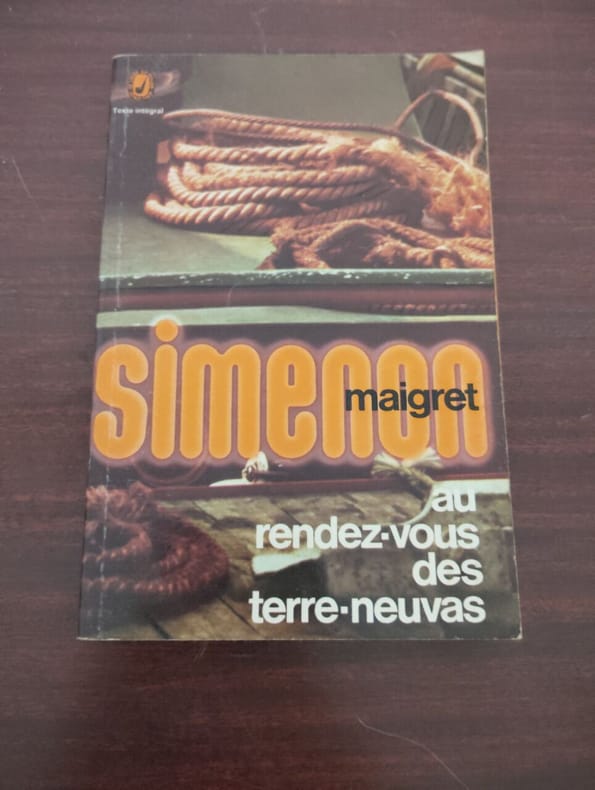 Texte intégral
simenon
maigret
au
rendez-vous
des
terre-neuvas